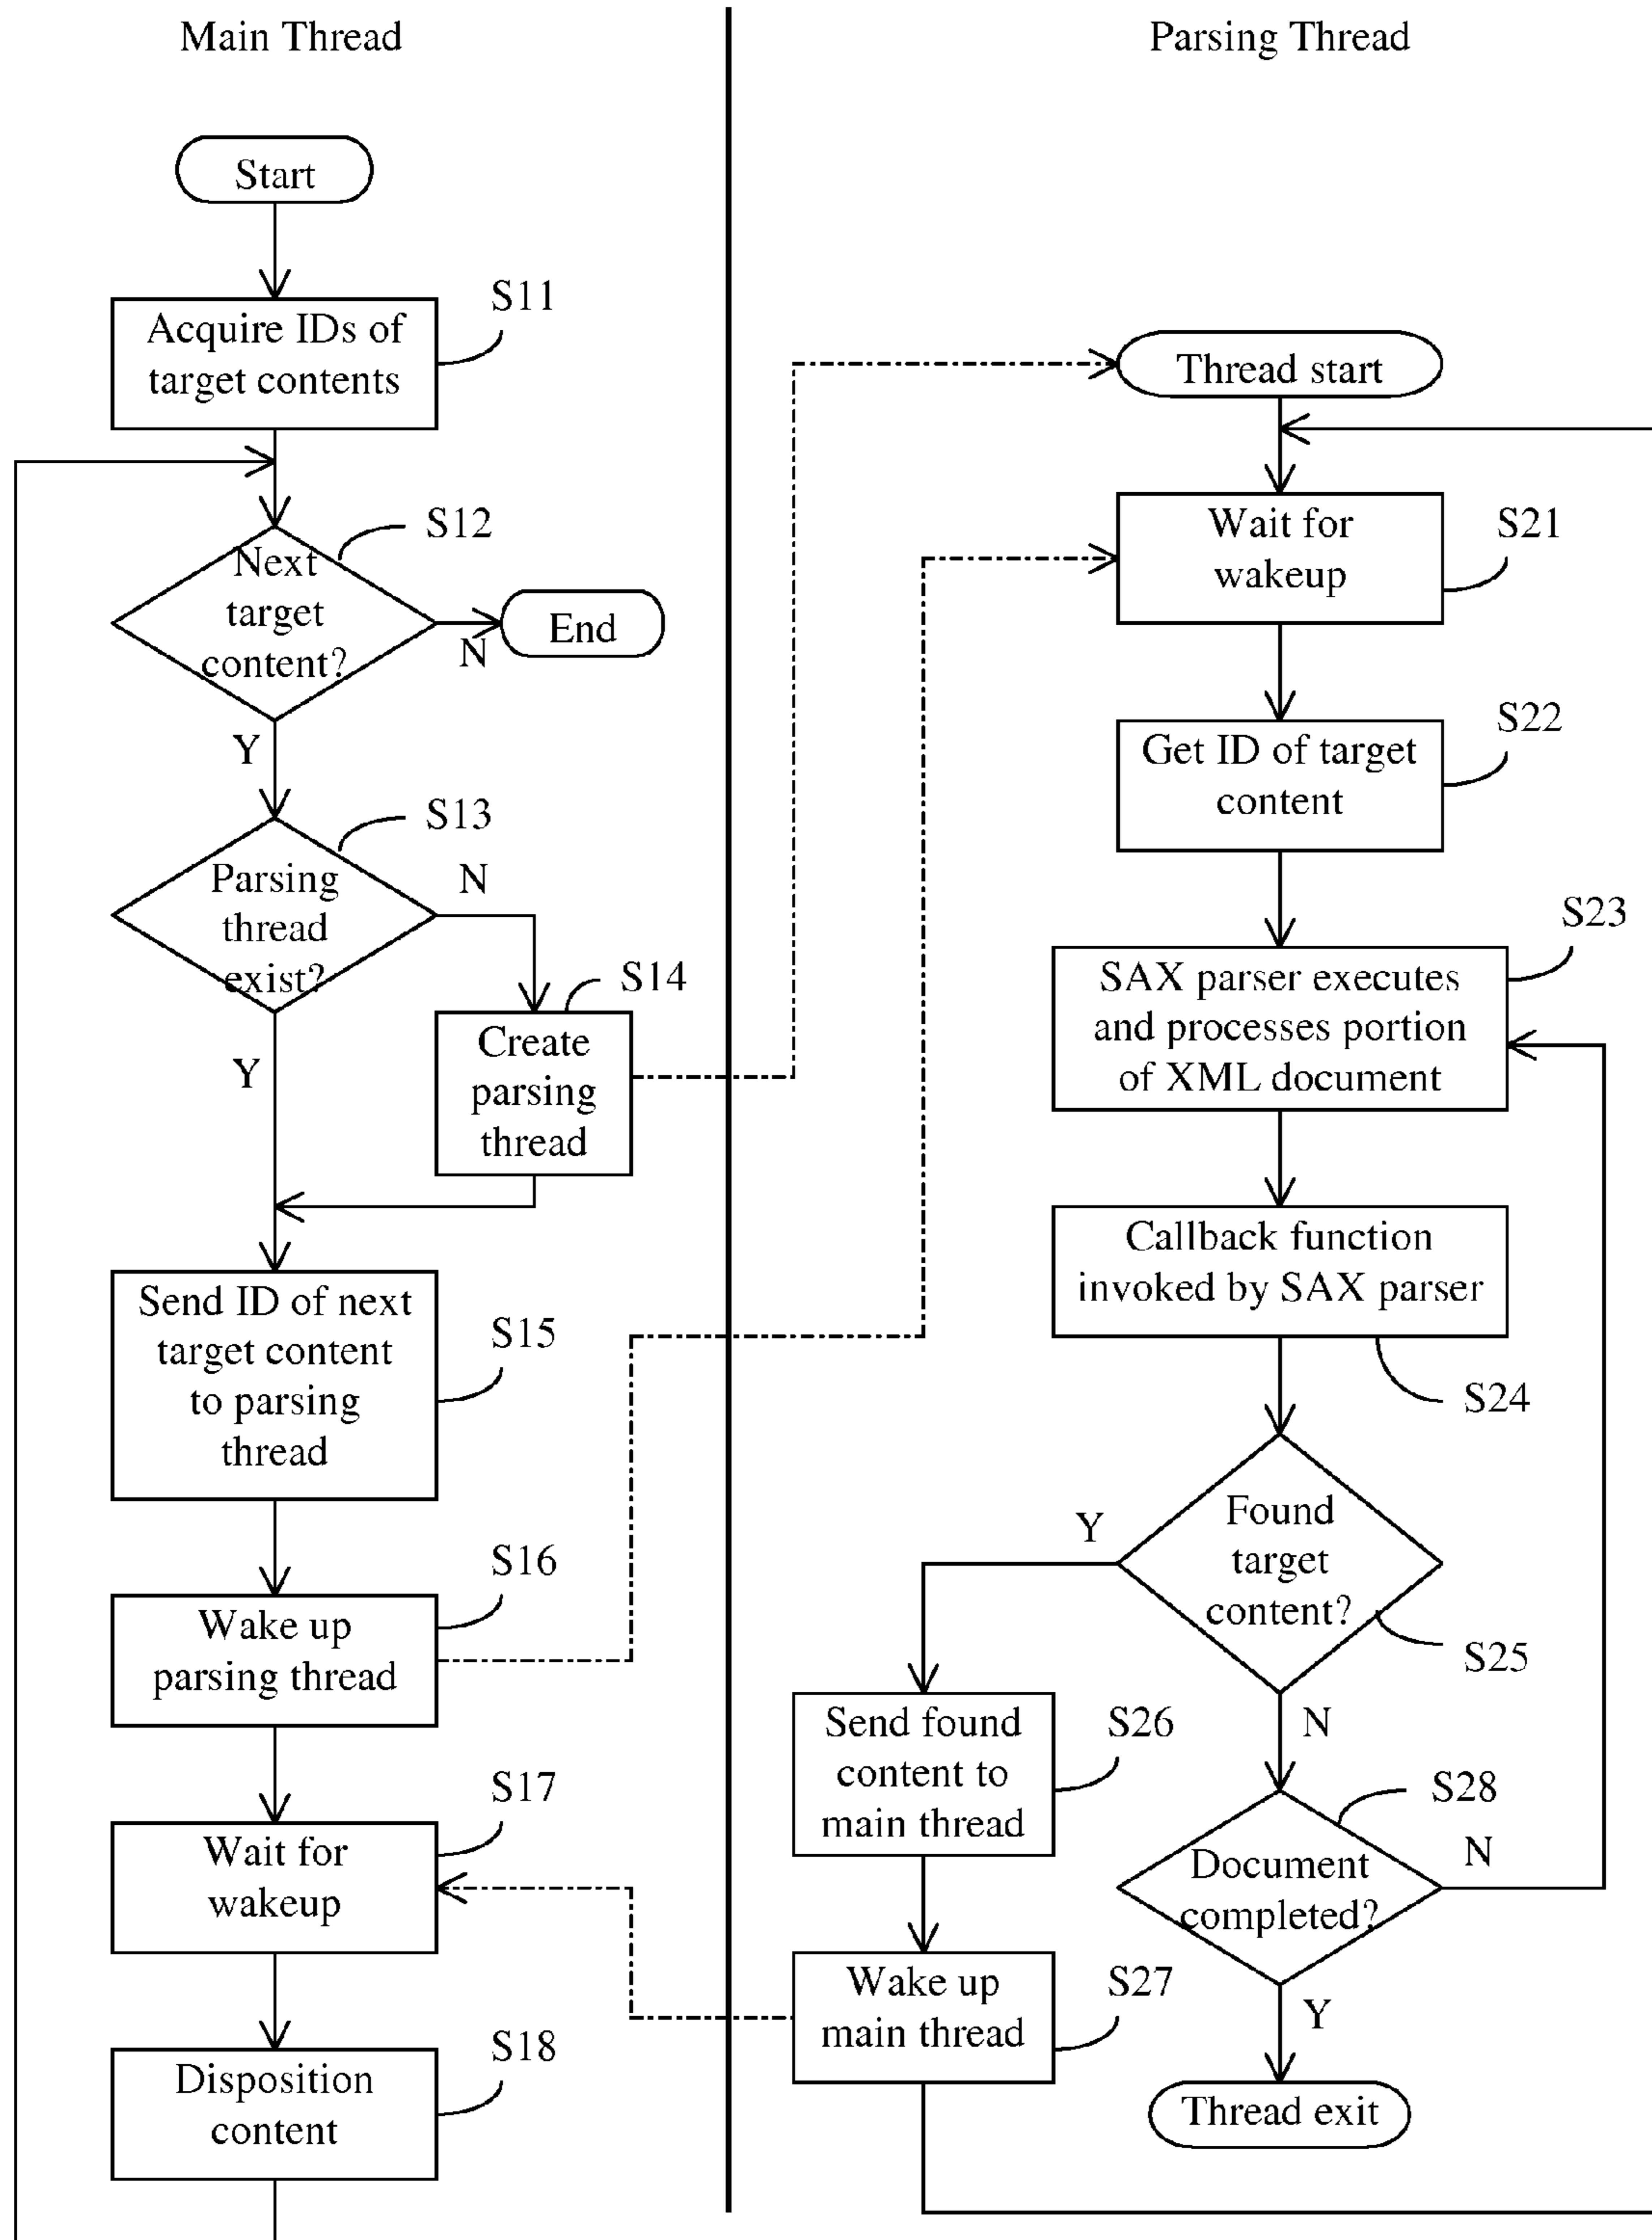 Main Thread
Start
S11
Acquire IDs of
target contents
S12
Next
target
content?
End
N
Y
S13
Parsing
thread
exist?
N
S14
Create
parsing
thread
Y
Send ID of next
target content
to parsing
thread
S15
S16
Wake up
parsing thread
S17
Wait for
wakeup
S18
Disposition
content
Parsing Thread
Thread start
Wait for
wakeup
S21
S22
Get ID of target
content
S23
SAX parser executes
and processes portion
of XML document
Callback function
invoked by SAX parser
S24
Found
target
content?
Y
S25
N
Send found
content to
main thread
S26
S28
Document
completed?
N
Wake up
main thread
S27
Y
Thread exit